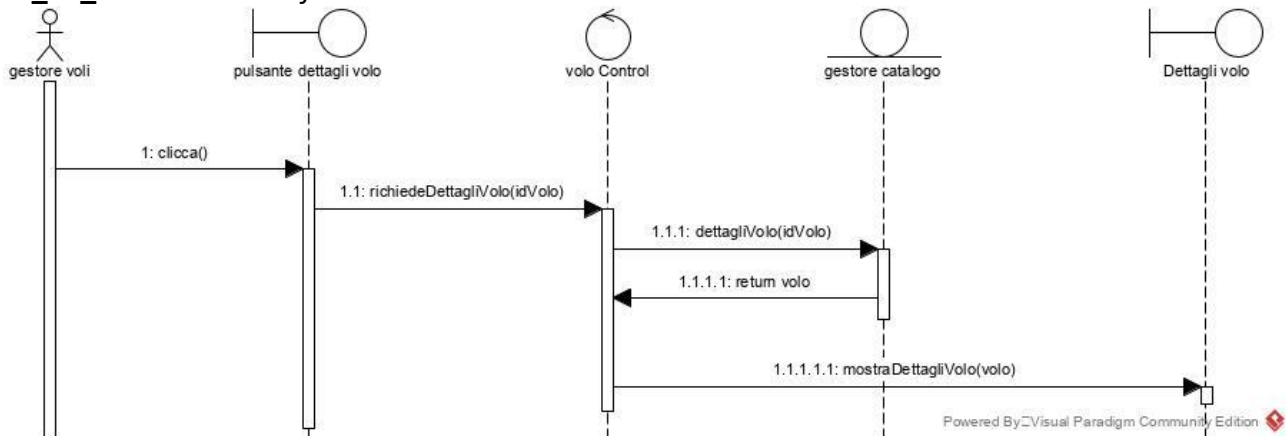 gestore voli
pulsante dettagli volo
volo Control
gestore catalogo
Dettagli volo
1: clicca()
1.1: richiedeDettagliVolo(idVolo)
1.1.1: dettagliVolo(idVolo)
1.1.1.1: return volo
1.1.1.1.1: mostraDettagliVolo(volo)
Powered By Visual Paradigm Community Edition